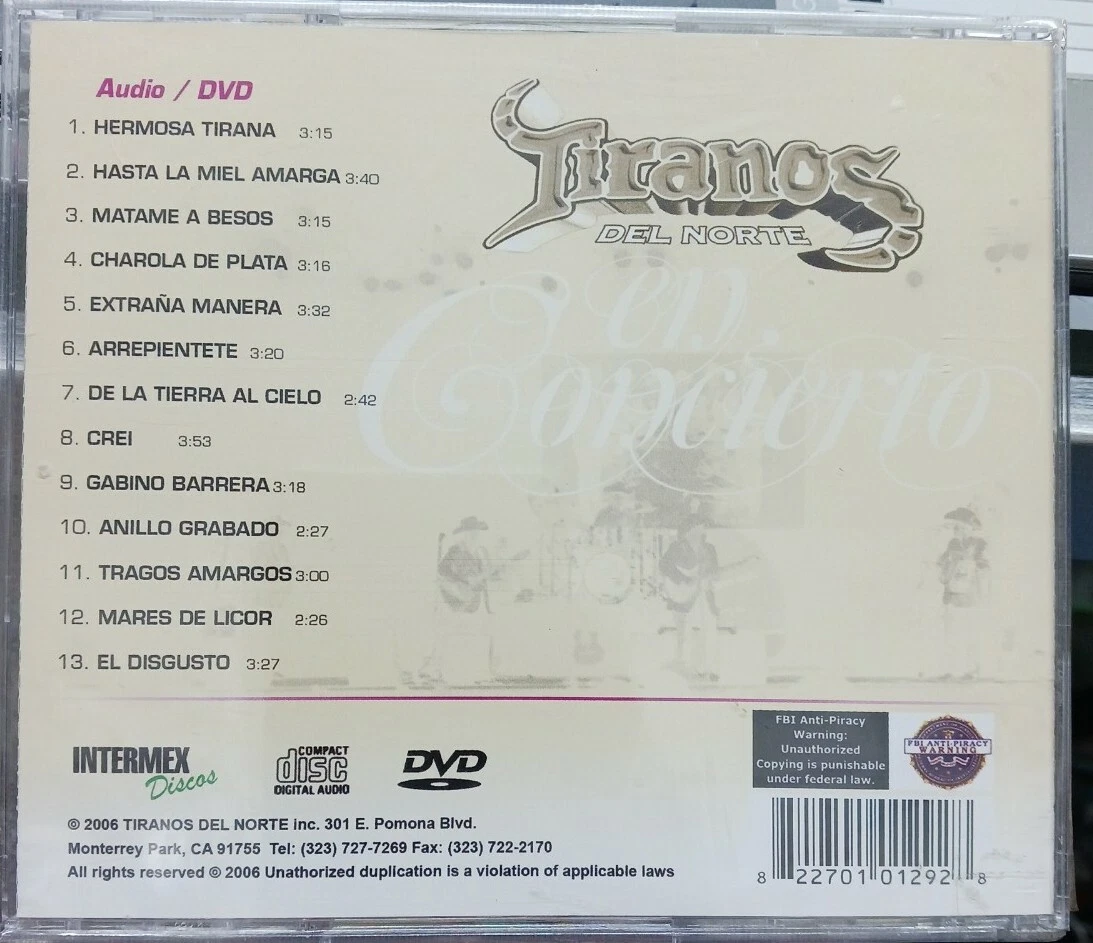 Audio / DVD
1. HERMOSA TIRANA 3:15
2. HASTA LA MIEL AMARGA 3:40
3. MATAME A BESOS 3:15
4. CHAROLA DE PLATA 3:16
5. EXTRAÑA MANERA 3:32
6. ARREPIENTETE 3:20
7. DE LA TIERRA AL CIELO 2:42
8. CREI 3:53
9. GABINO BARRERA 3:18
10. ANILLO GRABADO 2:27
11. TRAGOS AMARGOS 3:00
12. MARES DE LICOR 2:26
13. EL DISGUSTO 3:27
Tiranos
DEL NORTE
en
Concierto
INTERMEX
Discos
COMPACT
disc
DIGITAL AUDIO
DVD
FBI Anti-Piracy
Warning:
Unauthorized
Copying is punishable
under federal law.
FBI ANTI-PIRACY
WARNING
© 2006 TIRANOS DEL NORTE inc. 301 E. Pomona Blvd.
Monterrey Park, CA 91755 Tel: (323) 727-7269 Fax: (323) 722-2170
All rights reserved © 2006 Unathorized duplication is a violation of applicable laws
8 22701 01292 8